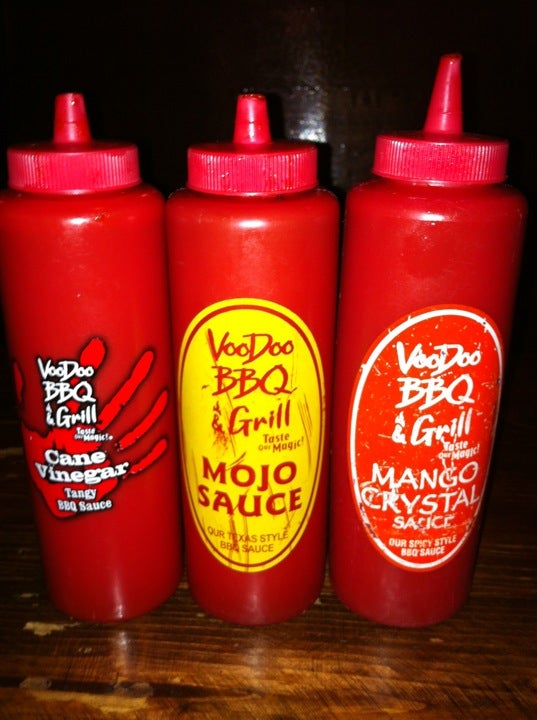 VooDoo
BBQ
& Grill
Taste
Our Magic!
Cane
Vinegar
Tangy
BBQ Sauce
VooDoo
BBQ
& Grill
Taste
Our Magic!
MOJO
SAUCE
OUR TEXAS STYLE
BBQ SAUCE
VooDoo
BBQ
& Grill
Taste
Our Magic!
MANGO
CRYSTAL
SAUCE
OUR SPICY STYLE
BBQ SAUCE